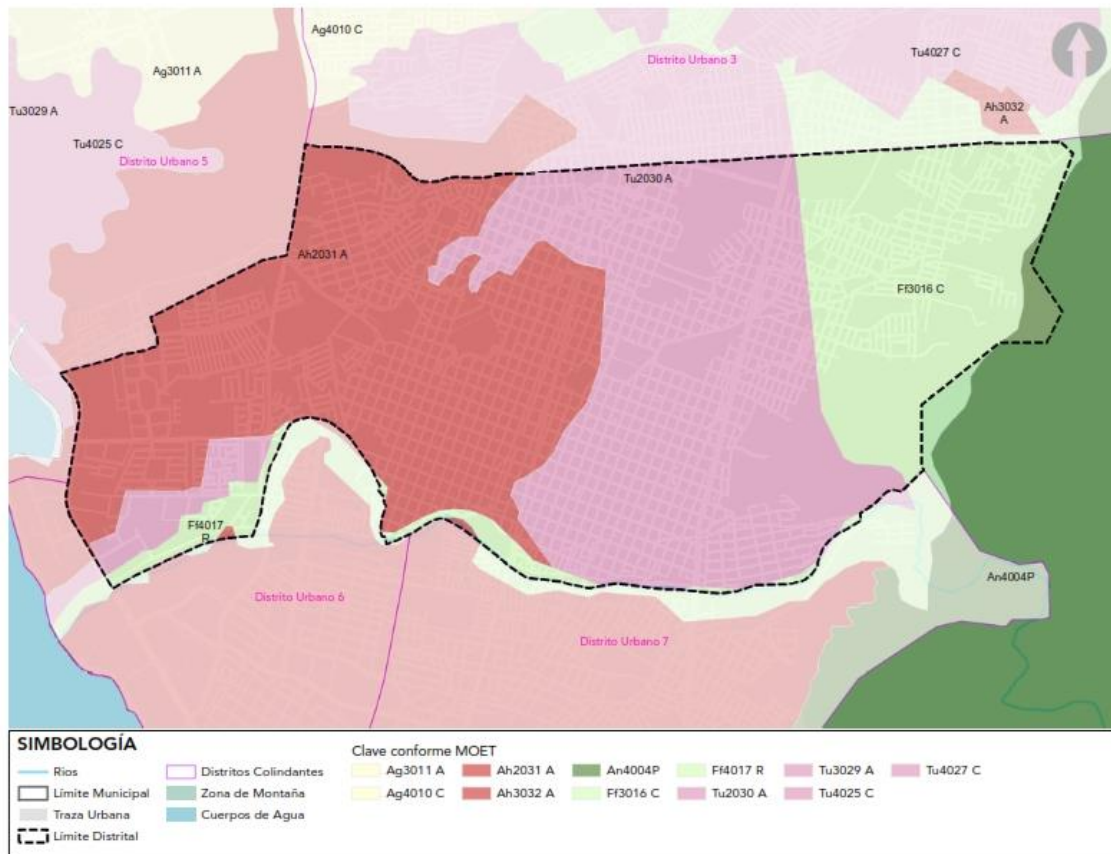 Ag4010 C
Distrito Urbano 3
Tu4027 C
Ag3011 A
Ah3032
A
Tu3029 A
Tu4025 C
Distrito Urbano 5
Tu2030 A
Ah2031 A
Ff3016 C
Ff4017
R
An4004P
Distrito Urbano 6
Distrito Urbano 7
SIMBOLOGÍA
Rios
Límite Municipal
Traza Urbana
Límite Distrital
Distritos Colindantes
Zona de Montaña
Cuerpos de Agua
Clave conforme MOET
Ag3011 A
Ah2031 A
An4004P
Ff4017 R
Tu3029 A
Tu4027 C
Ag4010 C
Ah3032 A
Ff3016 C
Tu2030 A
Tu4025 C